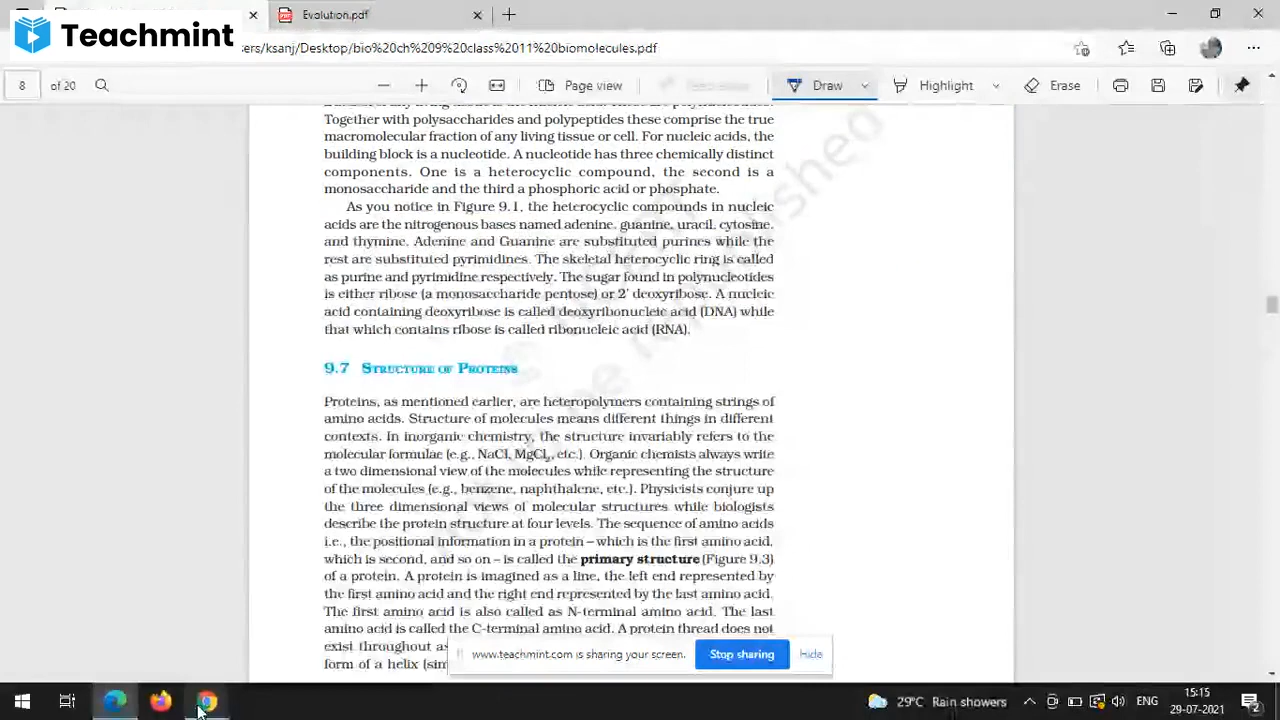 Evolution.pdf
Teachmint
ers/ksanj/Desktop/bio%20ch%209%20class%2011%20biomolecules.pdf
8 of 20 Page view Draw Highlight Erase
Together with polysaccharides and polypeptides these comprise the true
macromolecular fraction of any living tissue or cell. For nucleic acids, the
building block is a nucleotide. A nucleotide has three chemically distinct
components. One is a heterocyclic compound, the second is a
monosaccharide and the third a phosphoric acid or phosphate.
As you notice in Figure 9.1, the heterocyclic compounds in nucleic
acids are the nitrogenous bases named adenine, guanine, uracil, cytosine,
and thymine. Adenine and Guanine are substituted purines while the
rest are substituted pyrimidines. The skeletal heterocyclic ring is called
as purine and pyrimidine respectively. The sugar found in polynucleotides
is either ribose (a monosaccharide pentose) or 2' deoxyribose. A nucleic
acid containing deoxyribose is called deoxyribonucleic acid (DNA) while
that which contains ribose is called ribonucleic acid (RNA).
9.7 Structure of Proteins
Proteins, as mentioned earlier, are heteropolymers containing strings of
amino acids. Structure of molecules means different things in different
contexts. In inorganic chemistry, the structure invariably refers to the
molecular formulae (e.g., NaCl, MgCl₂, etc.). Organic chemists always write
a two dimensional view of the molecules while representing the structure
of the molecules (e.g., benzene, naphthalene, etc.). Physicists conjure up
the three dimensional views of molecular structures while biologists
describe the protein structure at four levels. The sequence of amino acids
i.e., the positional information in a protein – which is the first amino acid,
which is second, and so on – is called the primary structure (Figure 9.3)
of a protein. A protein is imagined as a line, the left end represented by
the first amino acid and the right end represented by the last amino acid.
The first amino acid is also called as N-terminal amino acid. The last
amino acid is called the C-terminal amino acid. A protein thread does not
exist throughout as
form of a helix (sim
www.teachmint.com is sharing your screen. Stop sharing Hide
29°C Rain showers ENG 15:15
29-07-2021 2